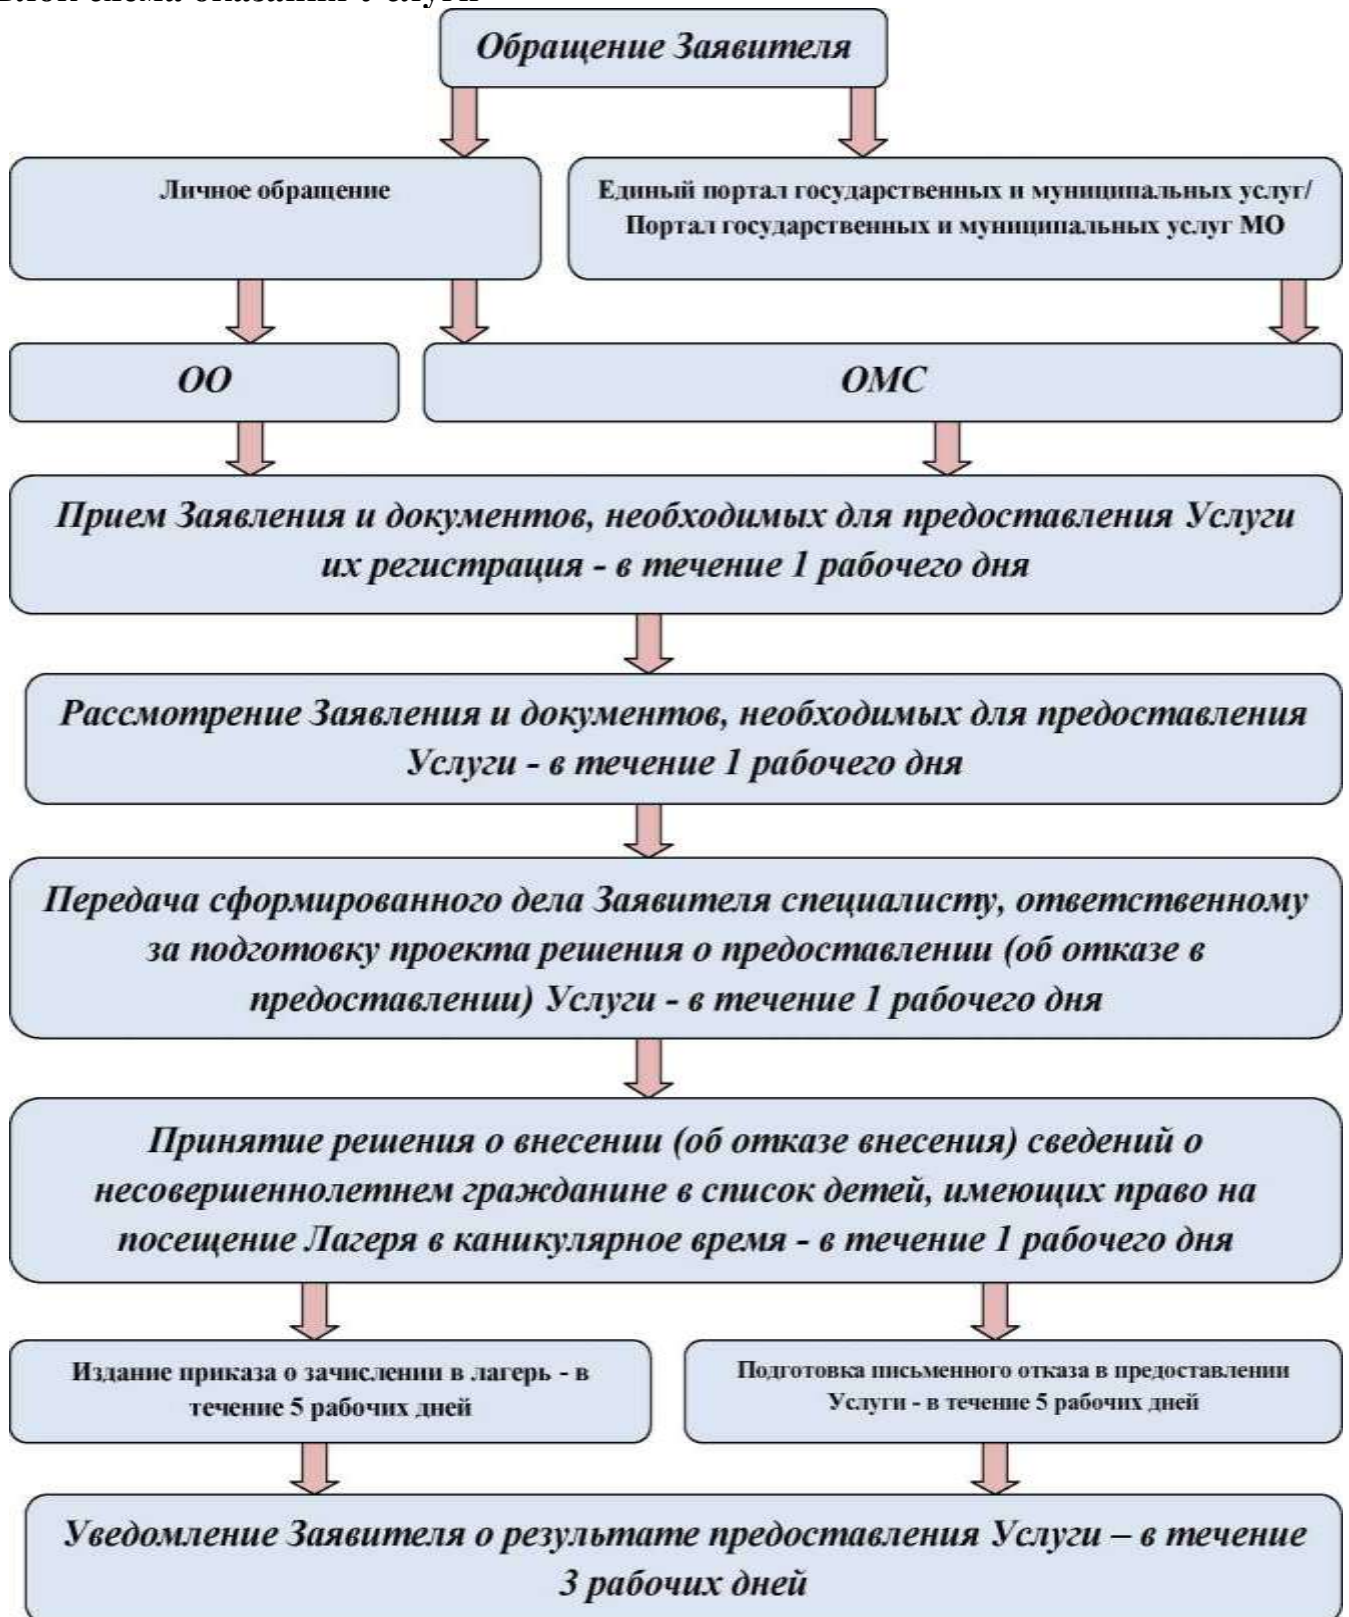 оказания
Обращение Заявителя
Личное обращение
Единый портал государственных и муниципальных услуг/
Портал государственных и муниципальных услуг МО
ОО
ОМС
Прием Заявления и документов, необходимых для предоставления Услуги
их регистрация - в течение 1 рабочего дня
Рассмотрение Заявления и документов, необходимых для предоставления
Услуги - в течение 1 рабочего дня
Передача сформированного дела Заявителя специалисту, ответственному
за подготовку проекта решения о предоставлении (об отказе в
предоставлении) Услуги - в течение 1 рабочего дня
Принятие решения о внесении (об отказе внесения) сведений о
несовершеннолетнем гражданине в список детей, имеющих право на
посещение Лагеря в каникулярное время - в течение 1 рабочего дня
Издание приказа о зачислении в лагерь - в
течение 5 рабочих дней
Подготовка письменного отказа в предоставлении
Услуги - в течение 5 рабочих дней
Уведомление Заявителя о результате предоставления Услуги – в течение
3 рабочих дней